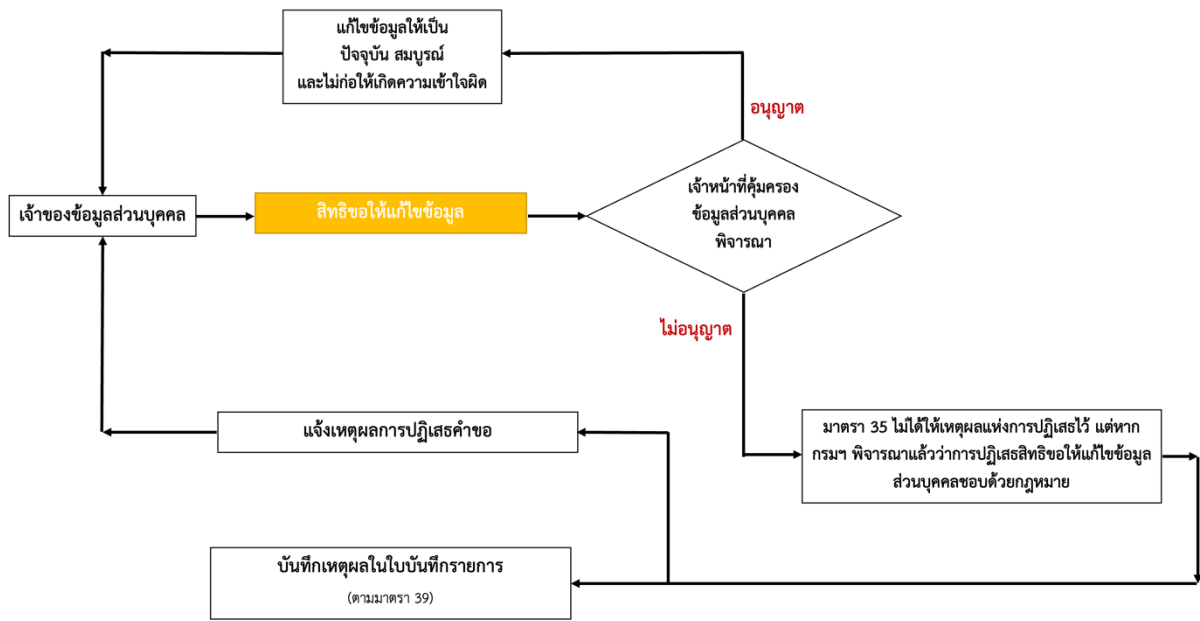 แก้ไขข้อมูลให้เป็น
ปัจจุบัน สมบูรณ์
และไม่ก่อให้เกิดความเข้าใจผิด
อนุญาต
เจ้าของข้อมูลส่วนบุคคล
สิทธิขอให้แก้ไขข้อมูล
เจ้าหน้าที่คุ้มครอง
ข้อมูลส่วนบุคคล
พิจารณา
ไม่อนุญาต
แจ้งเหตุผลการปฏิเสธคำขอ
มาตรา 35 ไม่ได้ให้เหตุผลแห่งการปฏิเสธไว้ แต่หาก
กรมฯ พิจารณาแล้วว่าการปฏิเสธสิทธิขอให้แก้ไขข้อมูล
ส่วนบุคคลชอบด้วยกฎหมาย
บันทึกเหตุผลในใบบันทึกรายการ
(ตามมาตรา 39)